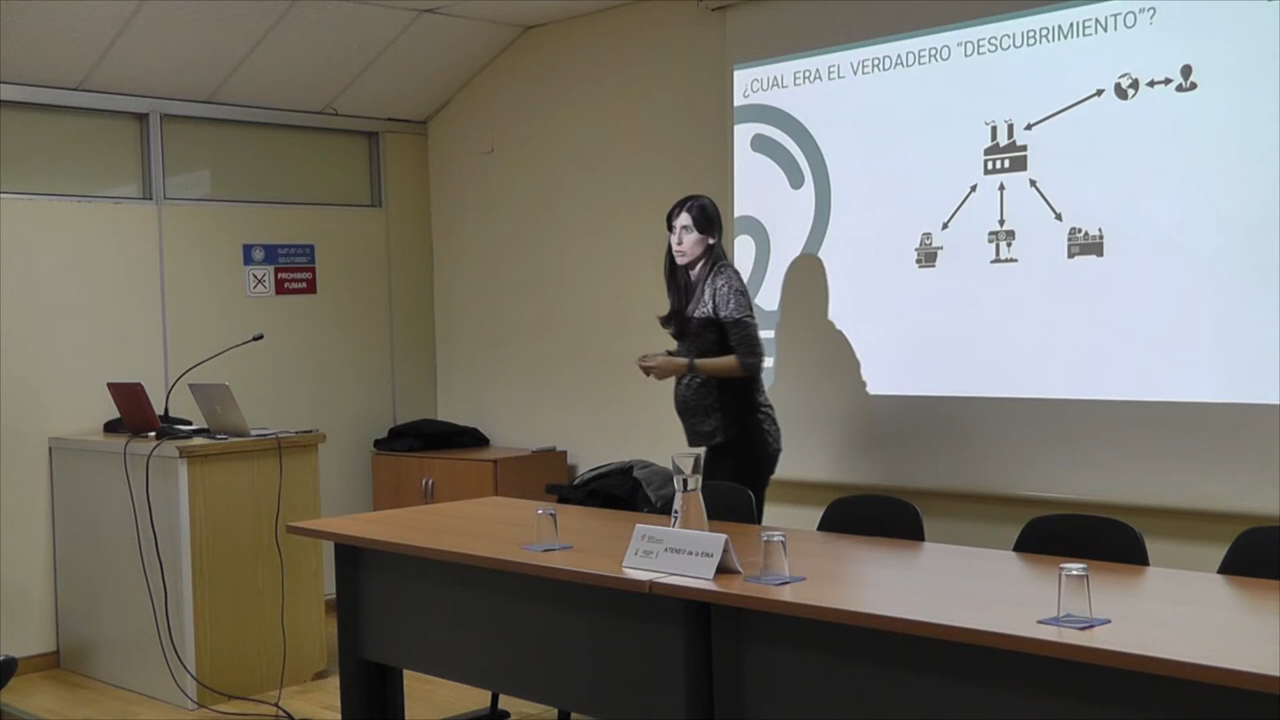 ¿CUAL ERA EL VERDADERO "DESCUBRIMIENTO"?
PROHIBIDO
FUMAR
ATENEO de la EINA